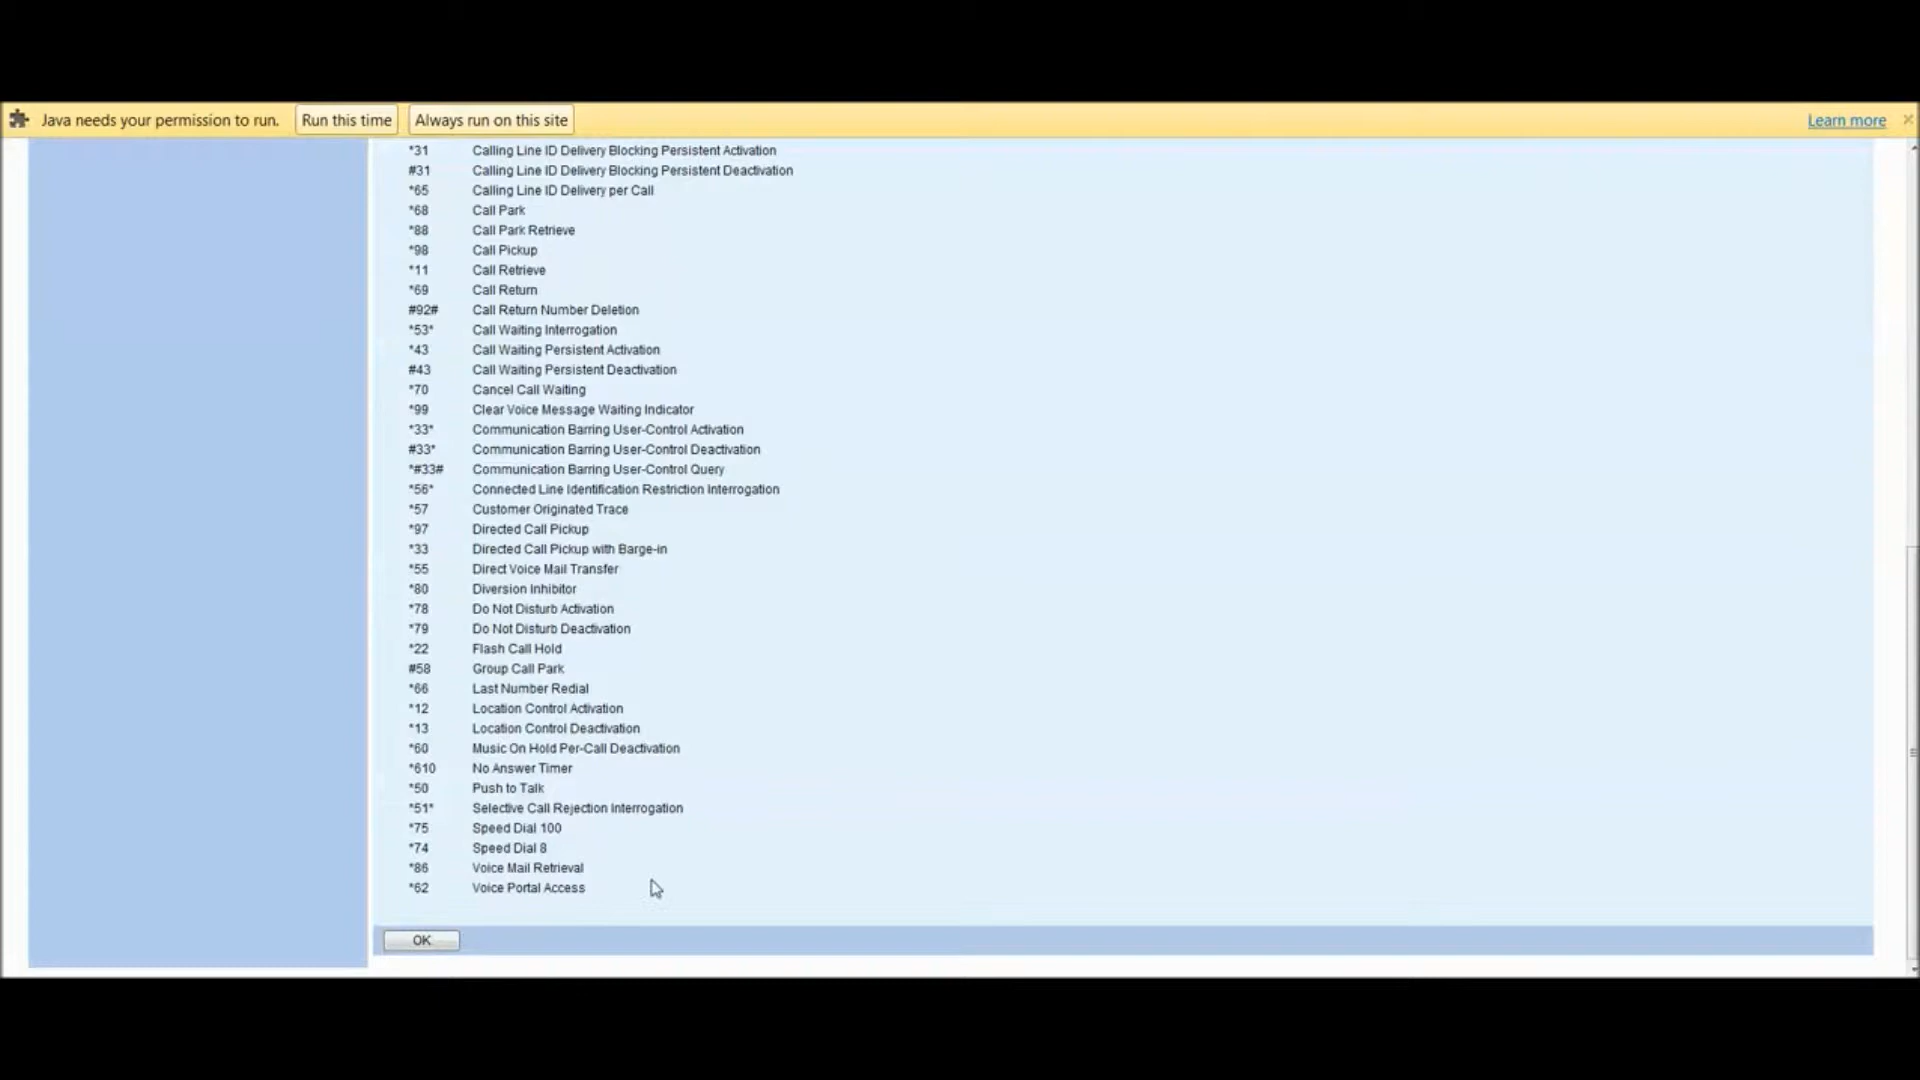 Java needs your permission to run. Run this time Always run on this site Learn more
*31 Calling Line ID Delivery Blocking Persistent Activation
#31 Calling Line ID Delivery Blocking Persistent Deactivation
*65 Calling Line ID Delivery per Call
*68 Call Park
*88 Call Park Retrieve
*98 Call Pickup
*11 Call Retrieve
*69 Call Return
#92# Call Return Number Deletion
*53* Call Waiting Interrogation
*43 Call Waiting Persistent Activation
#43 Call Waiting Persistent Deactivation
*70 Cancel Call Waiting
*99 Clear Voice Message Waiting Indicator
*33* Communication Barring User-Control Activation
#33* Communication Barring User-Control Deactivation
*#33# Communication Barring User-Control Query
*56* Connected Line Identification Restriction Interrogation
*57 Customer Originated Trace
*97 Directed Call Pickup
*33 Directed Call Pickup with Barge-in
*55 Direct Voice Mail Transfer
*80 Diversion Inhibitor
*78 Do Not Disturb Activation
*79 Do Not Disturb Deactivation
*22 Flash Call Hold
#58 Group Call Park
*66 Last Number Redial
*12 Location Control Activation
*13 Location Control Deactivation
*60 Music On Hold Per-Call Deactivation
*610 No Answer Timer
*50 Push to Talk
*51* Selective Call Rejection Interrogation
*75 Speed Dial 100
*74 Speed Dial 8
*86 Voice Mail Retrieval
*62 Voice Portal Access
OK